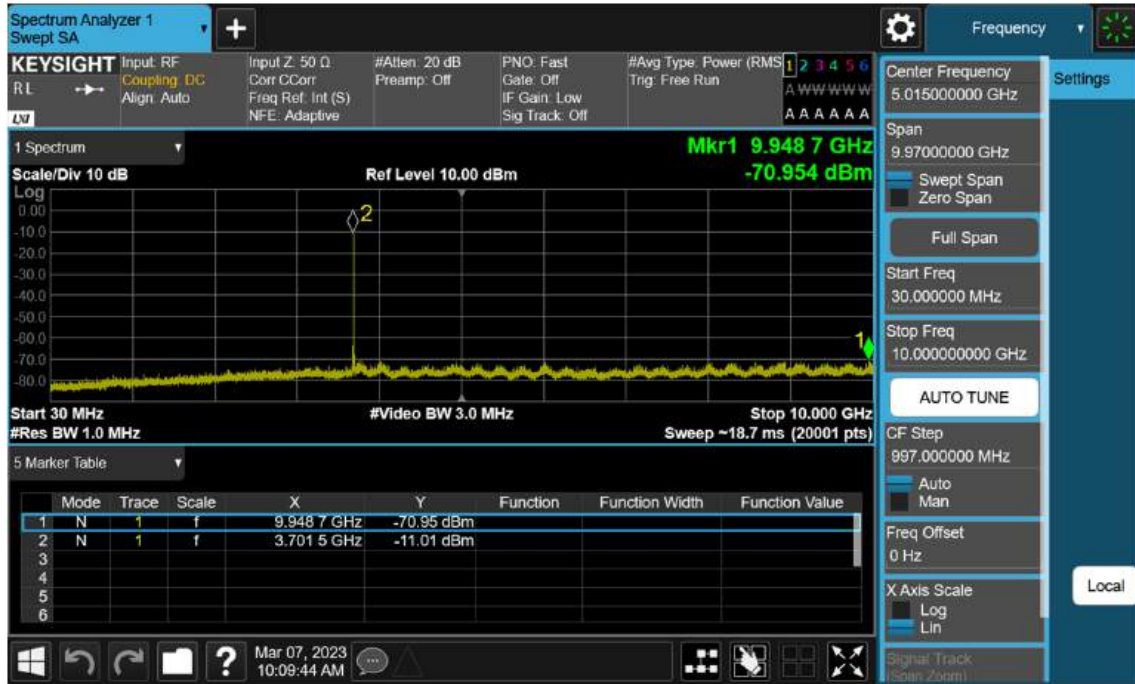 Spectrum Analyzer 1
Swept SA
Frequency
KEYSIGHT
R L
LXI
Input: RF
Coupling: DC
Align: Auto
Input Z: 50 Ω
Corr CCorr
Freq Ref: Int (S)
NFE: Adaptive
#Atten: 20 dB
Preamp: Off
PNO: Fast
Gate: Off
IF Gain: Low
Sig Track: Off
#Avg Type: Power (RMS
Trig: Free Run
1 2 3 4 5 6
A W W W W W
A A A A A A
1 Spectrum
Mkr1 9.948 7 GHz
-70.954 dBm
Scale/Div 10 dB
Ref Level 10.00 dBm
Log
0.00
-10.0
-20.0
-30.0
-40.0
-50.0
-60.0
-70.0
-80.0
2
1
Start 30 MHz
#Video BW 3.0 MHz
Stop 10.000 GHz
#Res BW 1.0 MHz
Sweep ~18.7 ms (20001 pts)
5 Marker Table
Mode Trace Scale X Y Function Function Width Function Value
1 N 1 f 9.948 7 GHz -70.95 dBm
2 N 1 f 3.701 5 GHz -11.01 dBm
3
4
5
6
?
Mar 07, 2023
10:09:44 AM
Center Frequency
5.015000000 GHz
Settings
Span
9.97000000 GHz
Swept Span
Zero Span
Full Span
Start Freq
30.000000 MHz
Stop Freq
10.000000000 GHz
AUTO TUNE
CF Step
997.000000 MHz
Auto
Man
Freq Offset
0 Hz
X Axis Scale
Log
Lin
Local
Signal Track
(Span Zoom)